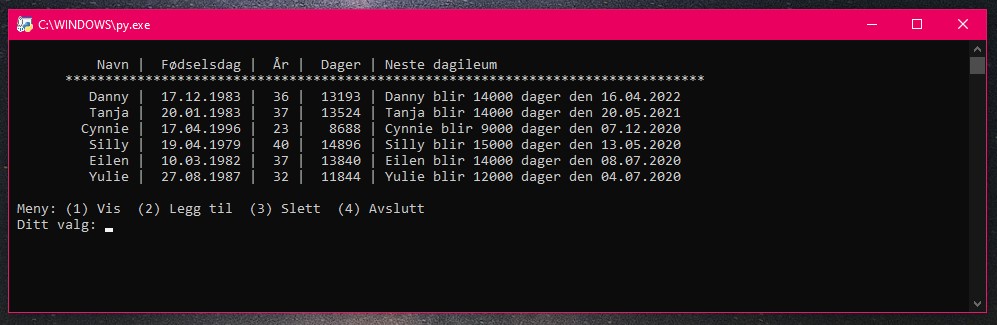 C:\WINDOWS\py.exe
Navn | Fødselsdag | År | Dager | Neste dagileum
********************************************************************************
Danny | 17.12.1983 | 36 | 13193 | Danny blir 14000 dager den 16.04.2022
Tanja | 20.01.1983 | 37 | 13524 | Tanja blir 14000 dager den 20.05.2021
Cynnie | 17.04.1996 | 23 | 8688 | Cynnie blir 9000 dager den 07.12.2020
Silly | 19.04.1979 | 40 | 14896 | Silly blir 15000 dager den 13.05.2020
Eilen | 10.03.1982 | 37 | 13840 | Eilen blir 14000 dager den 08.07.2020
Yulie | 27.08.1987 | 32 | 11844 | Yulie blir 12000 dager den 04.07.2020
Meny: (1) Vis (2) Legg til (3) Slett (4) Avslutt
Ditt valg: